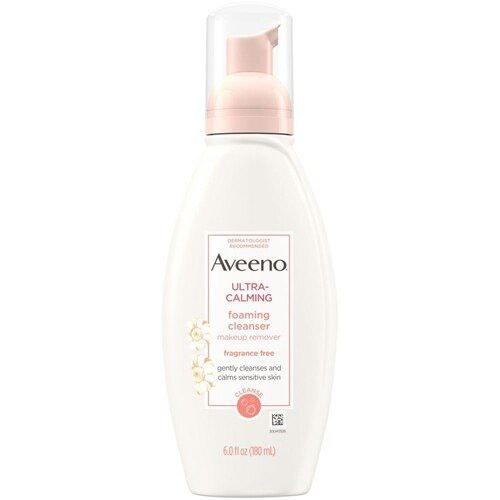 DERMATOLOGIST
RECOMMENDED
Aveeno
ULTRA-
CALMING
foaming
cleanser
makeup remover
fragrance free
gently cleanses and
calms sensitive skin
CLEANSE
6.0 fl oz (180 mL)